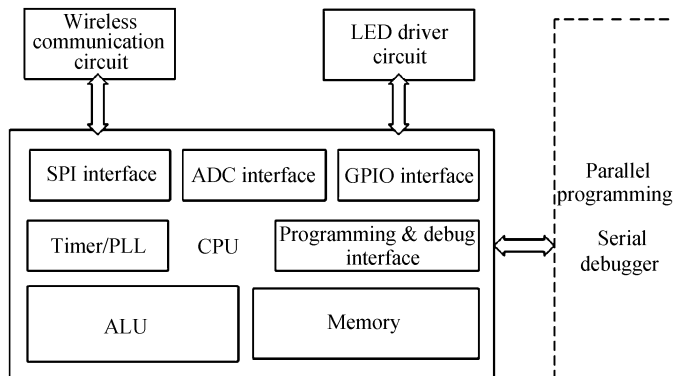 Wireless
communication
circuit
LED driver
circuit
SPI interface
ADC interface
GPIO interface
Parallel
programming
Timer/PLL
CPU
Programming & debug
interface
Serial
debugger
ALU
Memory